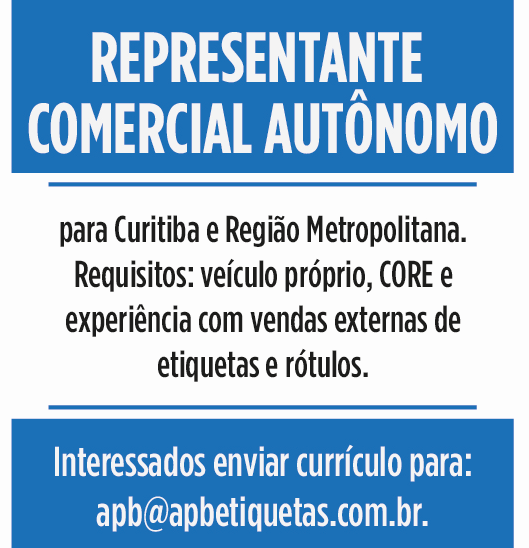 REPRESENTANTE
COMERCIAL AUTÔNOMO
para Curitiba e Região Metropolitana.
Requisitos: veículo próprio, CORE e
experiência com vendas externas de
etiquetas e rótulos.
Interessados enviar currículo para:
apb@apbetiquetas.com.br.